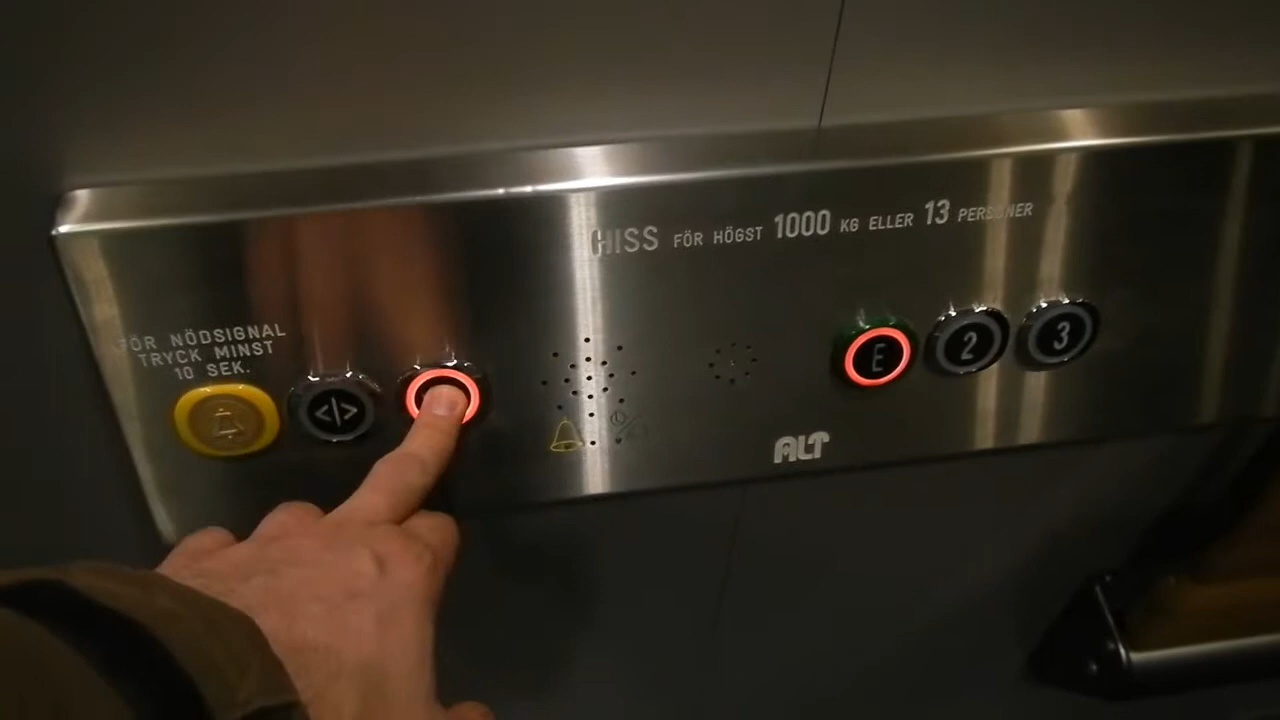 HISS FÖR HÖGST 1000 KG ELLER 13 PERSONER
FÖR NÖDSIGNAL
TRYCK MINST
10 SEK.
<|>
E
2
3
ALT